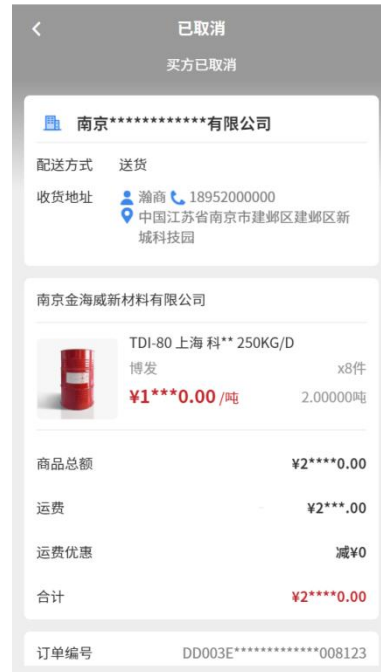 已取消
买方已取消
南京************有限公司
配送方式 送货
收货地址 瀚商 18952000000
中国江苏省南京市建邺区建邺区新
城科技园
南京金海威新材料有限公司
TDI-80 上海 科** 250KG/D
博发 x8件
¥1***0.00 /吨 2.00000吨
商品总额 ¥2****0.00
运费 ¥2***.00
运费优惠 减¥0
合计 ¥2****0.00
订单编号 DD003E*************008123